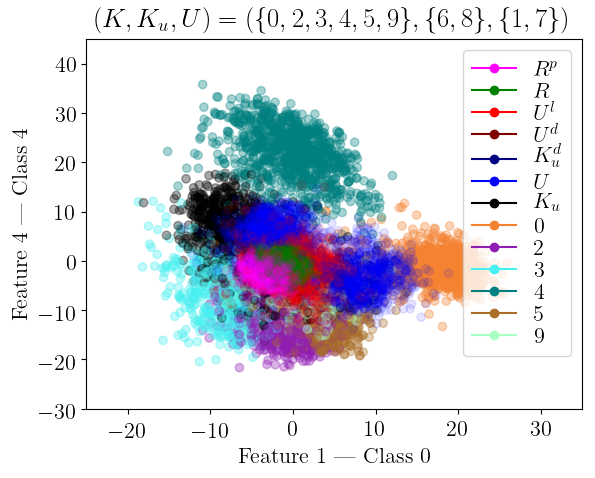 (K, K_u, U) = ({0, 2, 3, 4, 5, 9}, {6, 8}, {1, 7})
40
30
20
10
0
−10
−20
−30
Feature 4 — Class 4
R^p
R
U^l
U^d
K_u^d
U
K_u
0
2
3
4
5
9
−20 −10 0 10 20 30
Feature 1 — Class 0